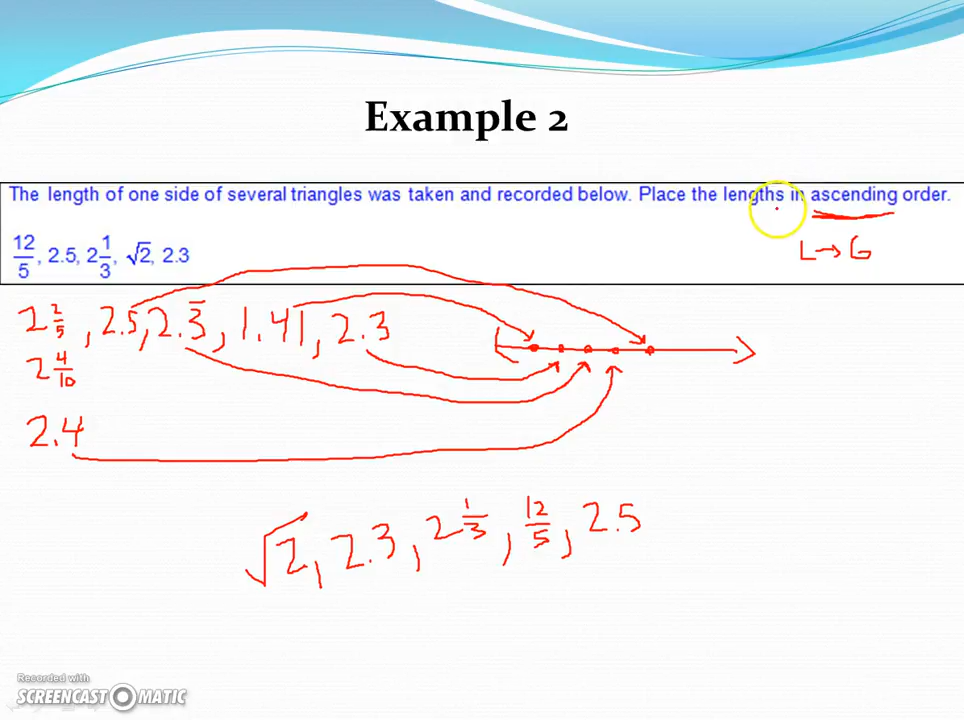 Example 2
The length of one side of several triangles was taken and recorded below. Place the lengths in ascending order.
12/5, 2.5, 2 1/3, √2, 2.3
L → G
2 2/5, 2.5, 2.3̅, 1.41, 2.3
2 4/10
2.4
√2, 2.3, 2 1/3, 12/5, 2.5
Recorded with
SCREENCAST MATIC